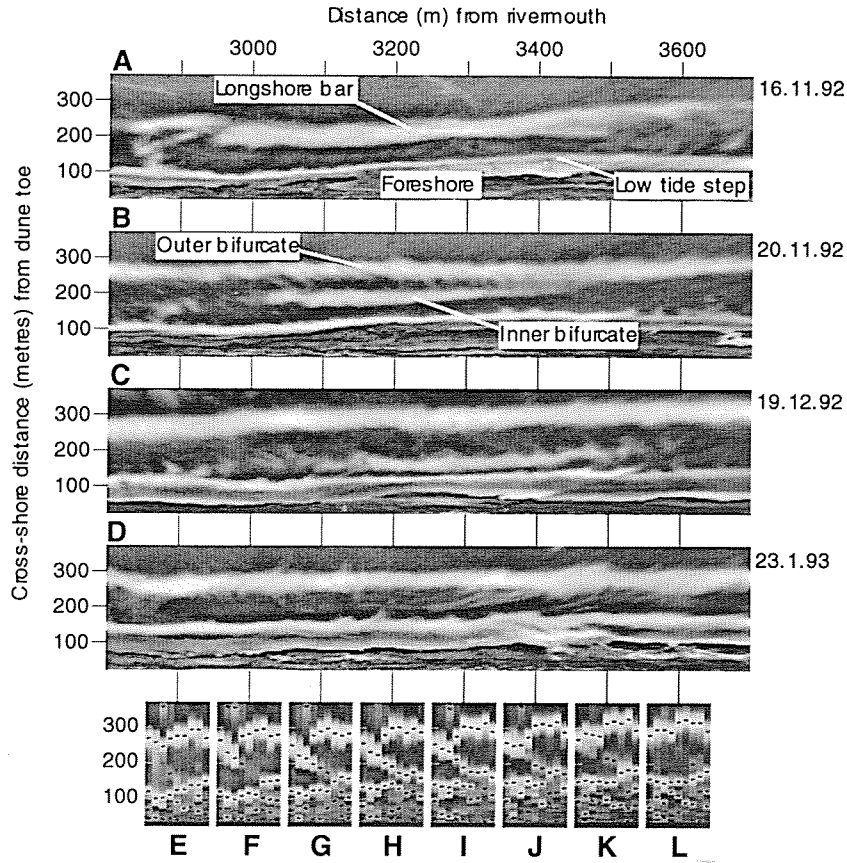 Distance (m) from rivermouth
3000 3200 3400 3600
Cross-shore distance (metres) from dune toe
A
300
200
100
Longshore bar
Foreshore
Low tide step
16.11.92
B
300
200
100
Outer bifurcate
Inner bifurcate
20.11.92
C
300
200
100
19.12.92
D
300
200
100
23.1.93
300
200
100
E F G H I J K L